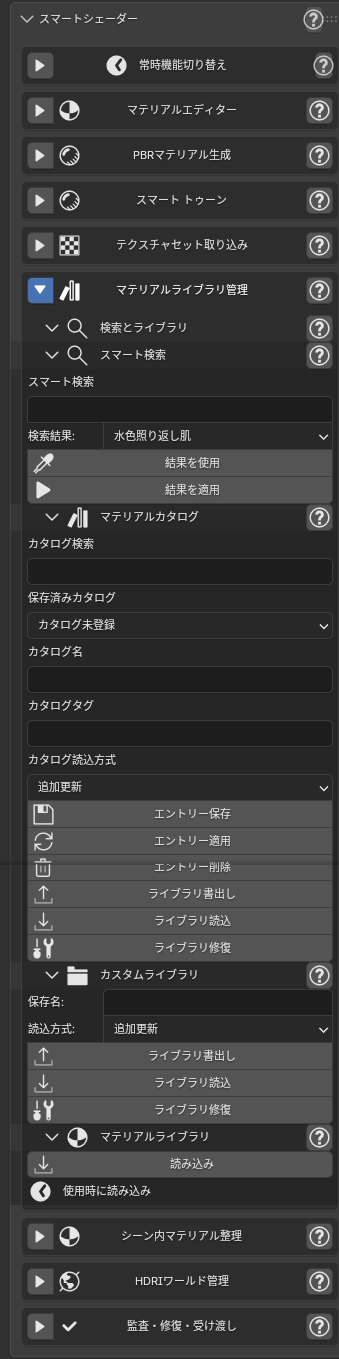 スマートシェーダー
常時機能切り替え
マテリアルエディター
PBRマテリアル生成
スマート トゥーン
テクスチャセット取り込み
マテリアルライブラリ管理
検索とライブラリ
スマート検索
スマート検索
検索結果: 水色照り返し肌
結果を使用
結果を適用
マテリアルカタログ
カタログ検索
保存済みカタログ
カタログ未登録
カタログ名
カタログタグ
カタログ読込方式
追加更新
エントリー保存
エントリー適用
エントリー削除
ライブラリ書出し
ライブラリ読込
ライブラリ修復
カスタムライブラリ
保存名:
読込方式: 追加更新
ライブラリ書出し
ライブラリ読込
ライブラリ修復
マテリアルライブラリ
読み込み
使用時に読み込み
シーン内マテリアル整理
HDRIワールド管理
監査・修復・受け渡し